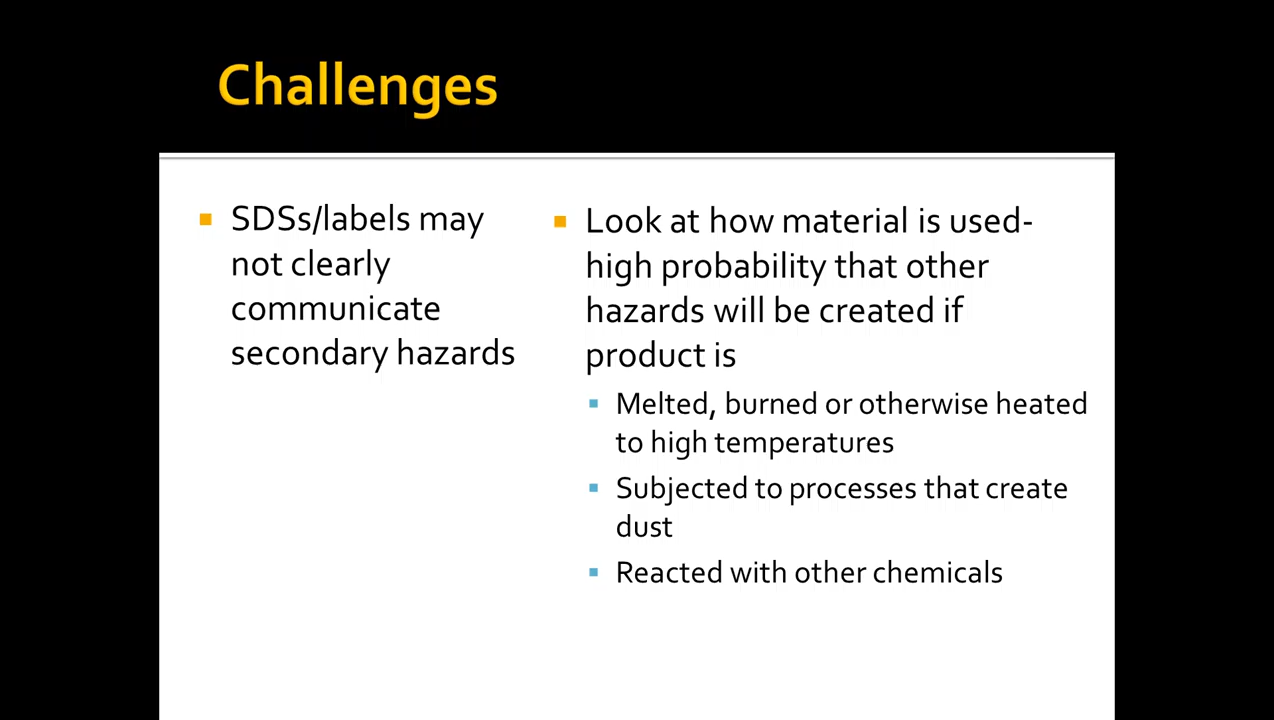 Challenges
SDSs/labels may
not clearly
communicate
secondary hazards
Look at how material is used-
high probability that other
hazards will be created if
product is
Melted, burned or otherwise heated
to high temperatures
Subjected to processes that create
dust
Reacted with other chemicals